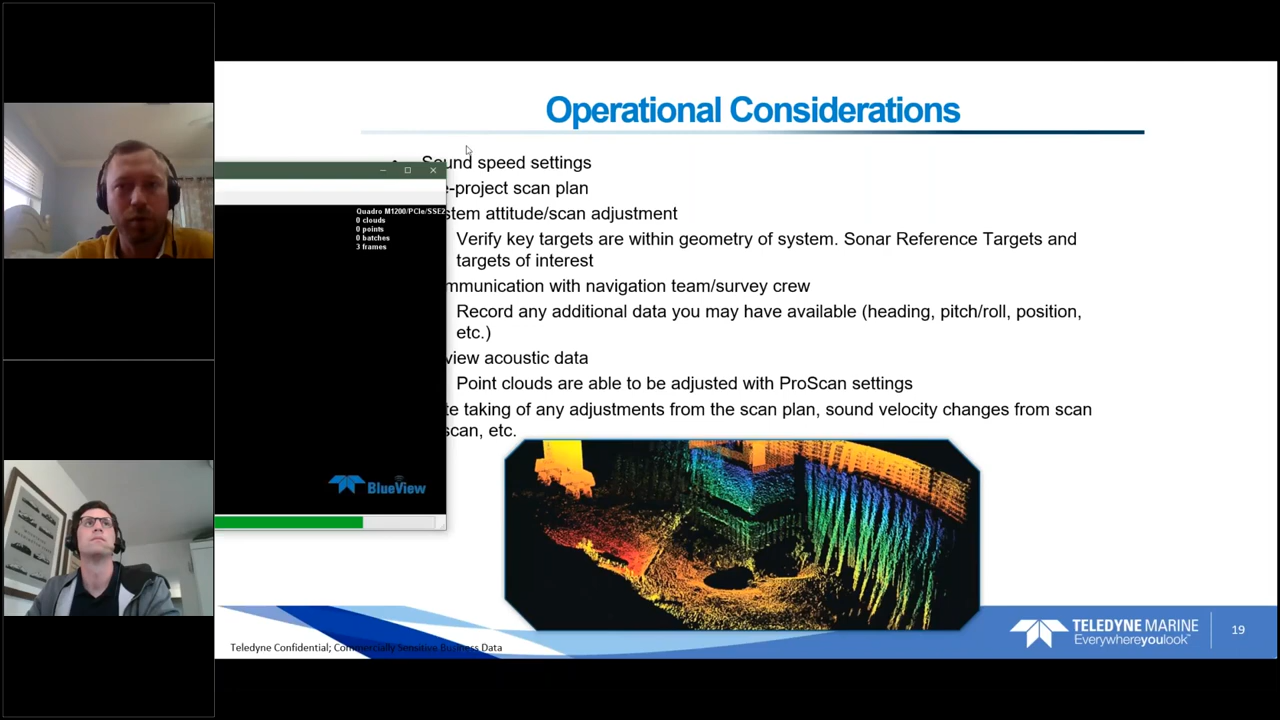 Operational Considerations
Sound speed settings
e-project scan plan
stem attitude/scan adjustment
Verify key targets are within geometry of system. Sonar Reference Targets and
targets of interest
mmunication with navigation team/survey crew
Record any additional data you may have available (heading, pitch/roll, position,
etc.)
view acoustic data
Point clouds are able to be adjusted with ProScan settings
te taking of any adjustments from the scan plan, sound velocity changes from scan
scan, etc.
Quadro M1200/PCIe/SSE2
0 clouds
0 points
0 batches
3 frames
BlueView
TELEDYNE MARINE
Everywhereyoulook
19
Teledyne Confidential; Commercially Sensitive Business Data